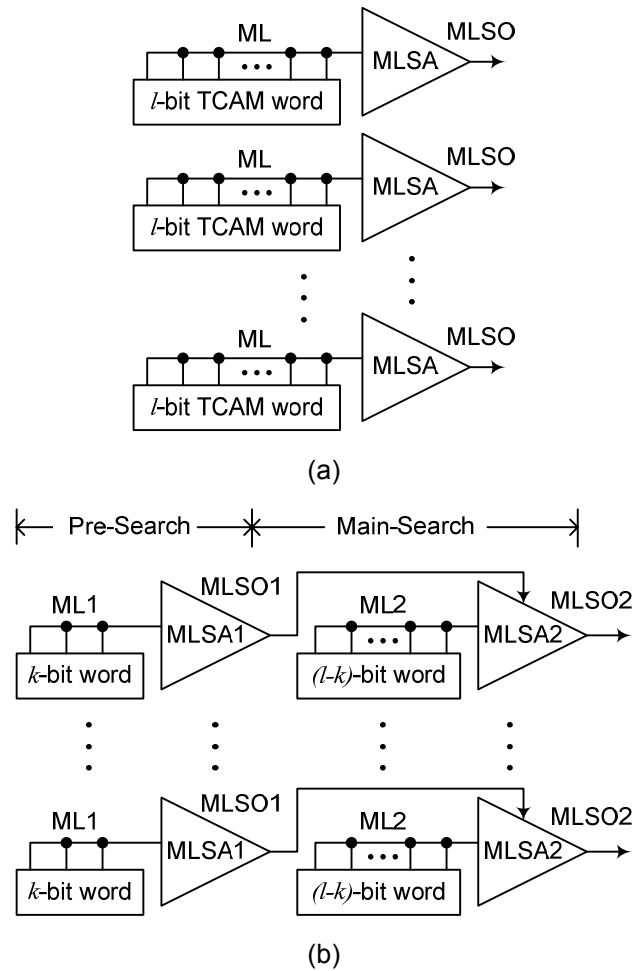 ML MLSO
MLSA
l-bit TCAM word
ML MLSO
MLSA
l-bit TCAM word
ML MLSO
MLSA
l-bit TCAM word
(a)
Pre-Search Main-Search
ML1 MLSO1 ML2 MLSO2
MLSA1 MLSA2
k-bit word (l-k)-bit word
ML1 MLSO1 ML2 MLSO2
MLSA1 MLSA2
k-bit word (l-k)-bit word
(b)